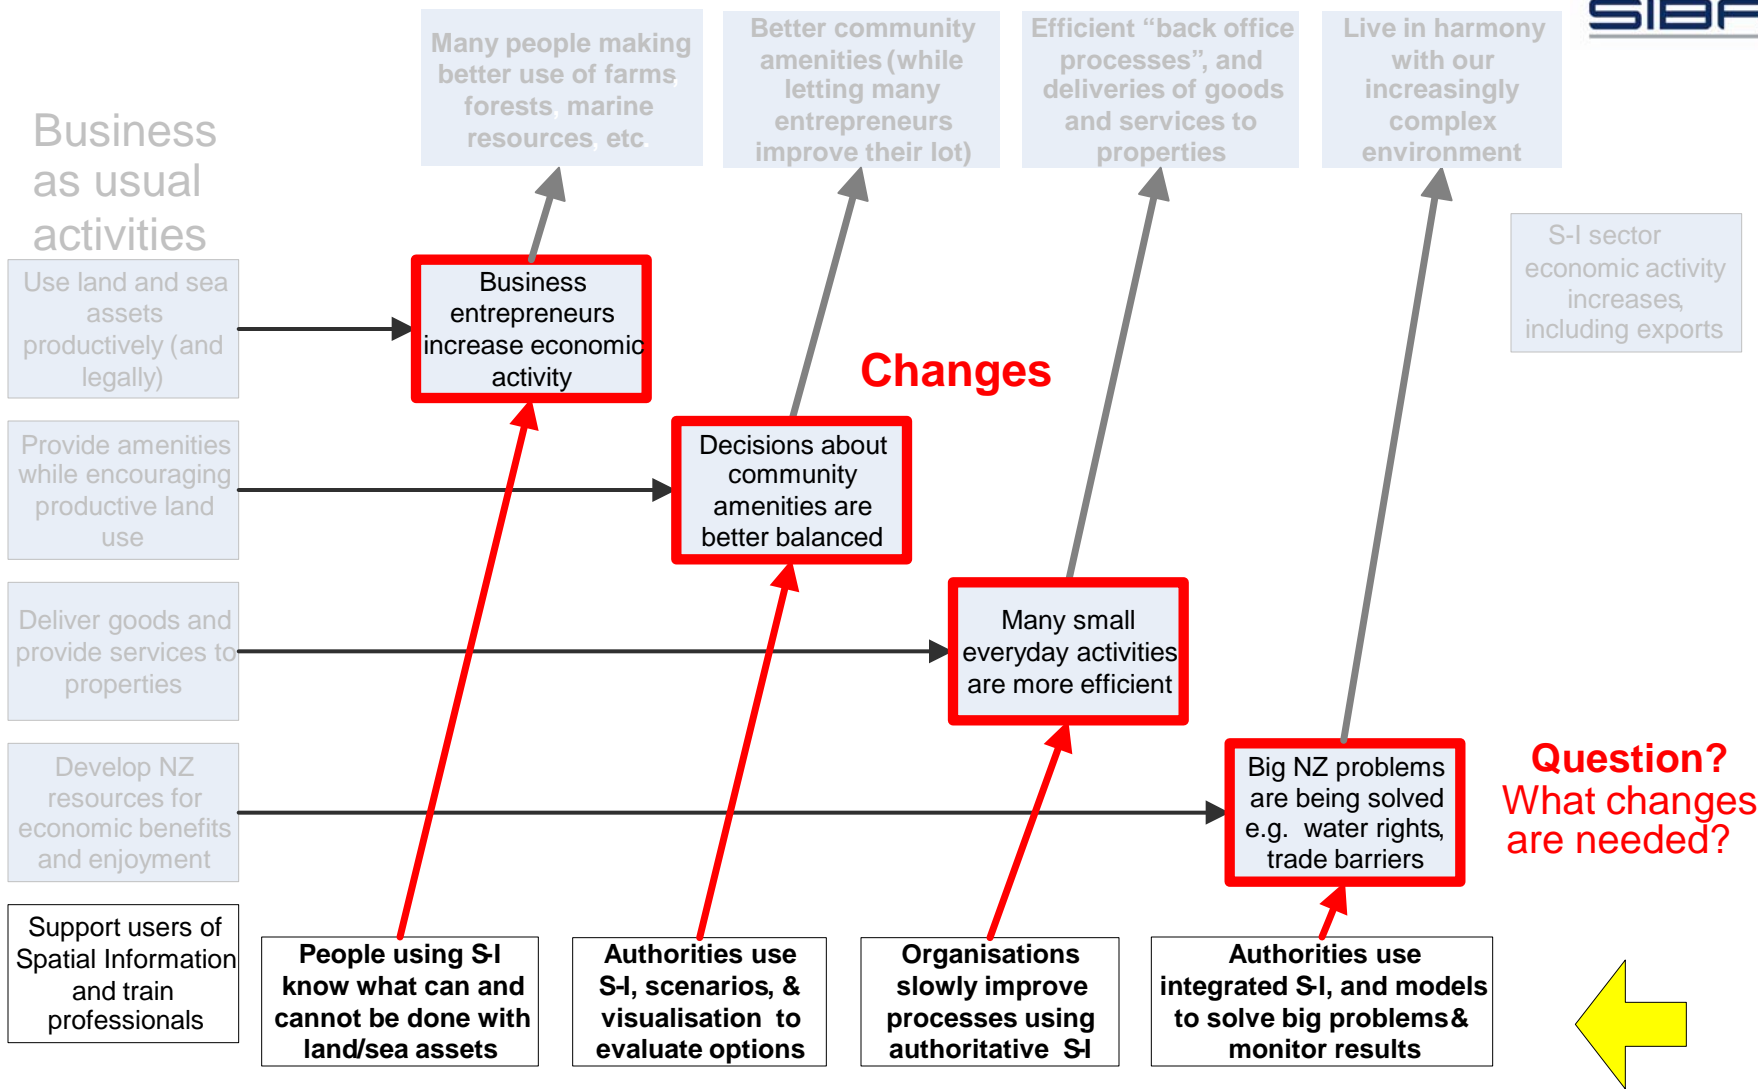 Many people making
better use of farms,
forests, marine
resources, etc.
Better community
amenities (while
letting many
entrepreneurs
improve their lot)
Efficient “back office
processes”, and
deliveries of goods
and services to
properties
Live in harmony
with our
increasingly
complex
environment
Business
as usual
activities
S-I sector
economic activity
increases,
including exports
Use land and sea
assets
productively (and
legally)
Business
entrepreneurs
increase economic
activity
Changes
Provide amenities
while encouraging
productive land
use
Decisions about
community
amenities are
better balanced
Deliver goods and
provide services to
properties
Many small
everyday activities
are more efficient
Develop NZ
resources for
economic benefits
and enjoyment
Big NZ problems
are being solved
e.g. water rights,
trade barriers
Question?
What changes
are needed?
Support users of
Spatial Information
and train
professionals
People using S-I
know what can and
cannot be done with
land/sea assets
Authorities use
S-I, scenarios, &
visualisation to
evaluate options
Organisations
slowly improve
processes using
authoritative S-I
Authorities use
integrated S-I, and models
to solve big problems &
monitor results